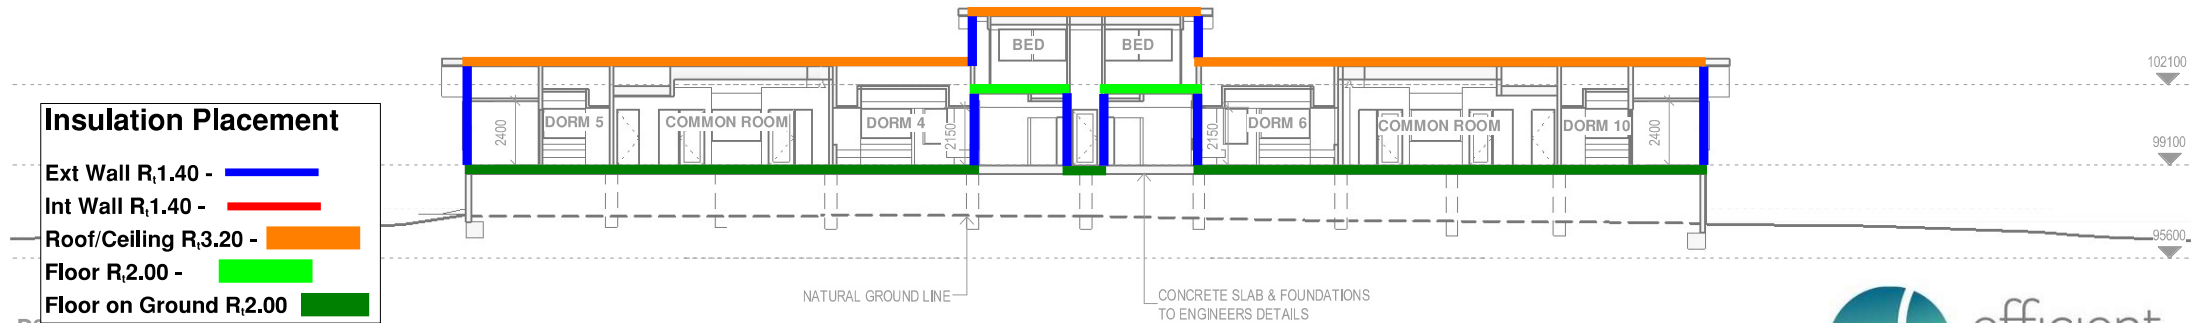 BED BED
102100
Insulation Placement
2400 DORM 5 COMMON ROOM DORM 4 2150 2150 DORM 6 COMMON ROOM DORM 10 2400
99100
Ext Wall Rt1.40 -
Int Wall Rt1.40 -
Roof/Ceiling Rt3.20 -
Floor Rt2.00 -
Floor on Ground Rt2.00
95600
NATURAL GROUND LINE
CONCRETE SLAB & FOUNDATIONS
TO ENGINEERS DETAILS
efficient